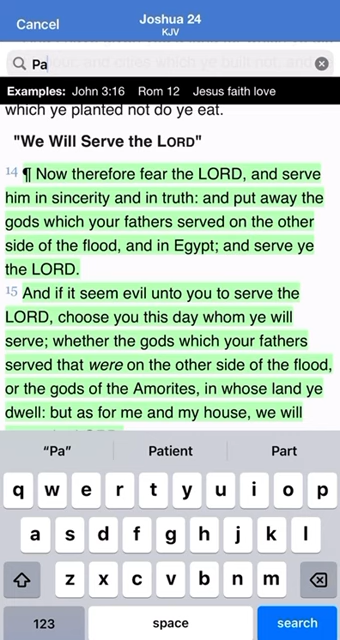 Cancel
Joshua 24
KJV
Pa
Examples: John 3:16 Rom 12 Jesus faith love
which ye planted not do ye eat.
"We Will Serve the LORD"
14 ¶ Now therefore fear the LORD, and serve
him in sincerity and in truth: and put away the
gods which your fathers served on the other
side of the flood, and in Egypt; and serve ye
the LORD.
15 And if it seem evil unto you to serve the
LORD, choose you this day whom ye will
serve; whether the gods which your fathers
served that were on the other side of the flood,
or the gods of the Amorites, in whose land ye
dwell: but as for me and my house, we will
“Pa” Patient Part
q w e r t y u i o p
a s d f g h j k l
z x c v b n m
123 space search